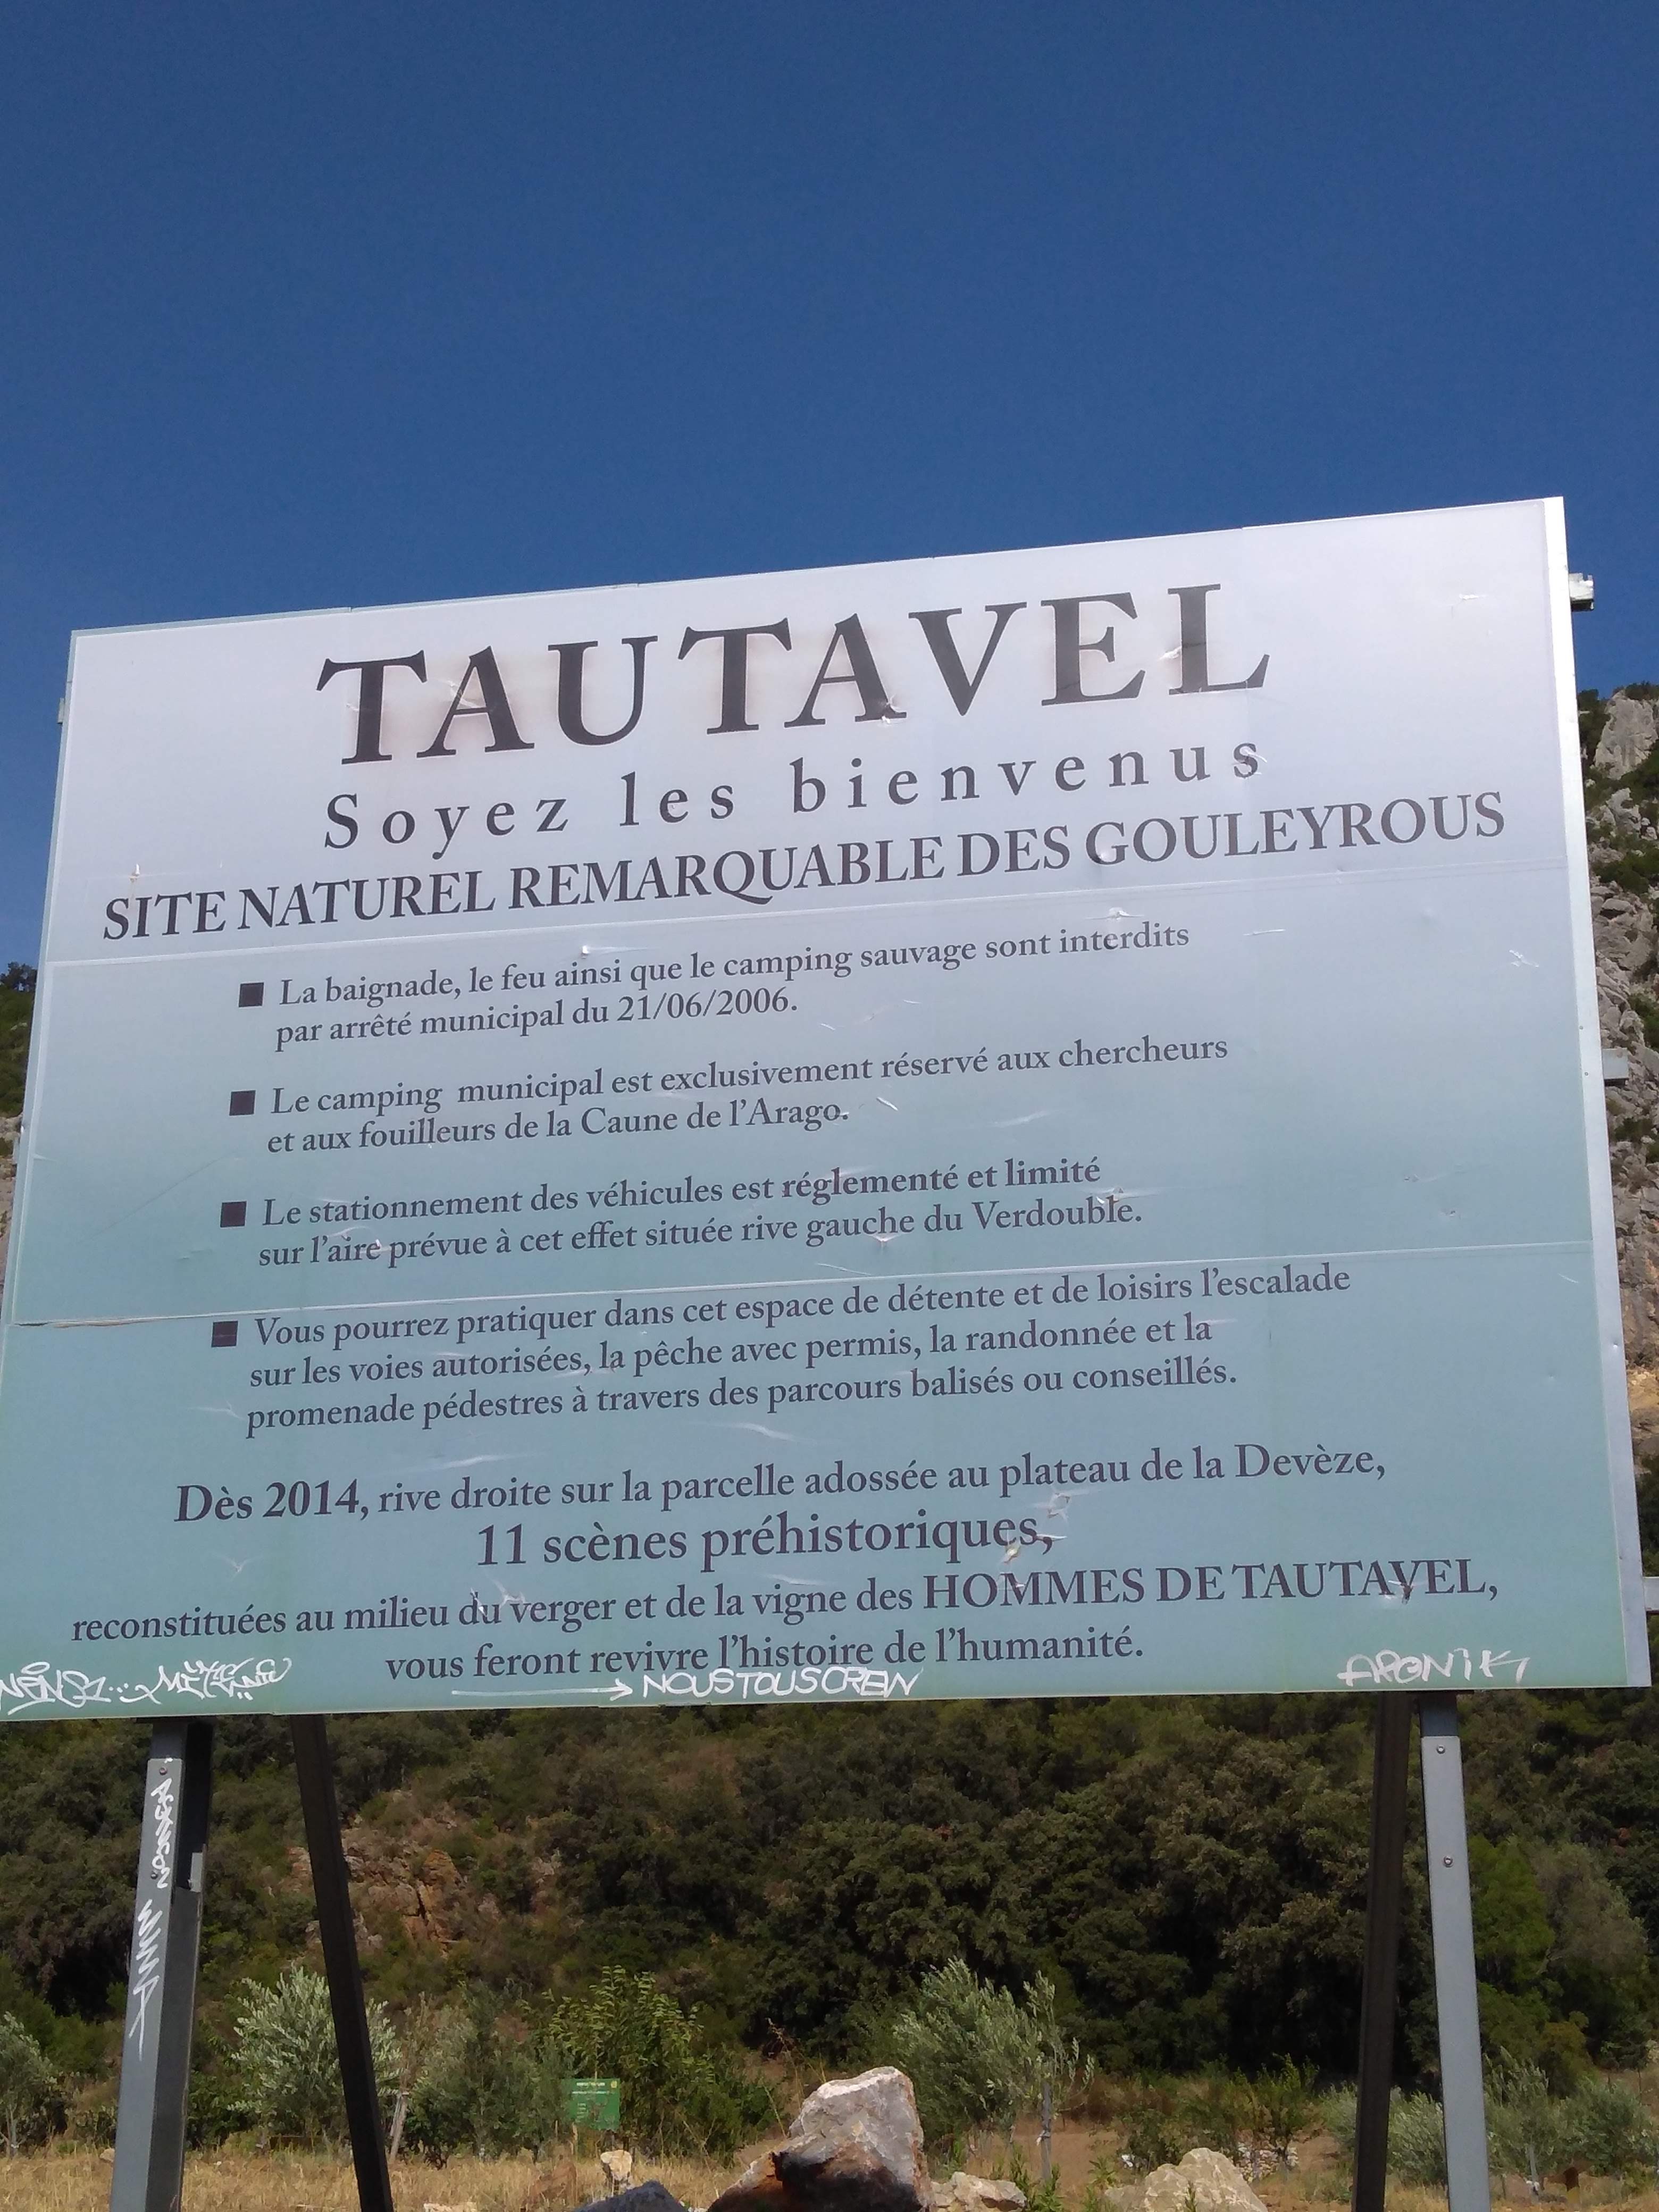 TAUTAVEL
Soyez les bienvenus
SITE NATUREL REMARQUABLE DES GOULEYROUS
■ La baignade, le feu ainsi que le camping sauvage sont interdits
par arrêté municipal du 21/06/2006.
■ Le camping municipal est exclusivement réservé aux chercheurs
et aux fouilleurs de la Caune de l'Arago.
■ Le stationnement des véhicules est réglementé et limité
sur l'aire prévue à cet effet située rive gauche du Verdouble.
■ Vous pourrez pratiquer dans cet espace de détente et de loisirs l'escalade
sur les voies autorisées, la pêche avec permis, la randonnée et la
promenade pédestres à travers des parcours balisés ou conseillés.
Dès 2014, rive droite sur la parcelle adossée au plateau de la Devèze,
11 scènes préhistoriques,
reconstituées au milieu du verger et de la vigne des HOMMES DE TAUTAVEL,
vous feront revivre l'histoire de l'humanité.
NOUSTOUSCREW
ARONIK